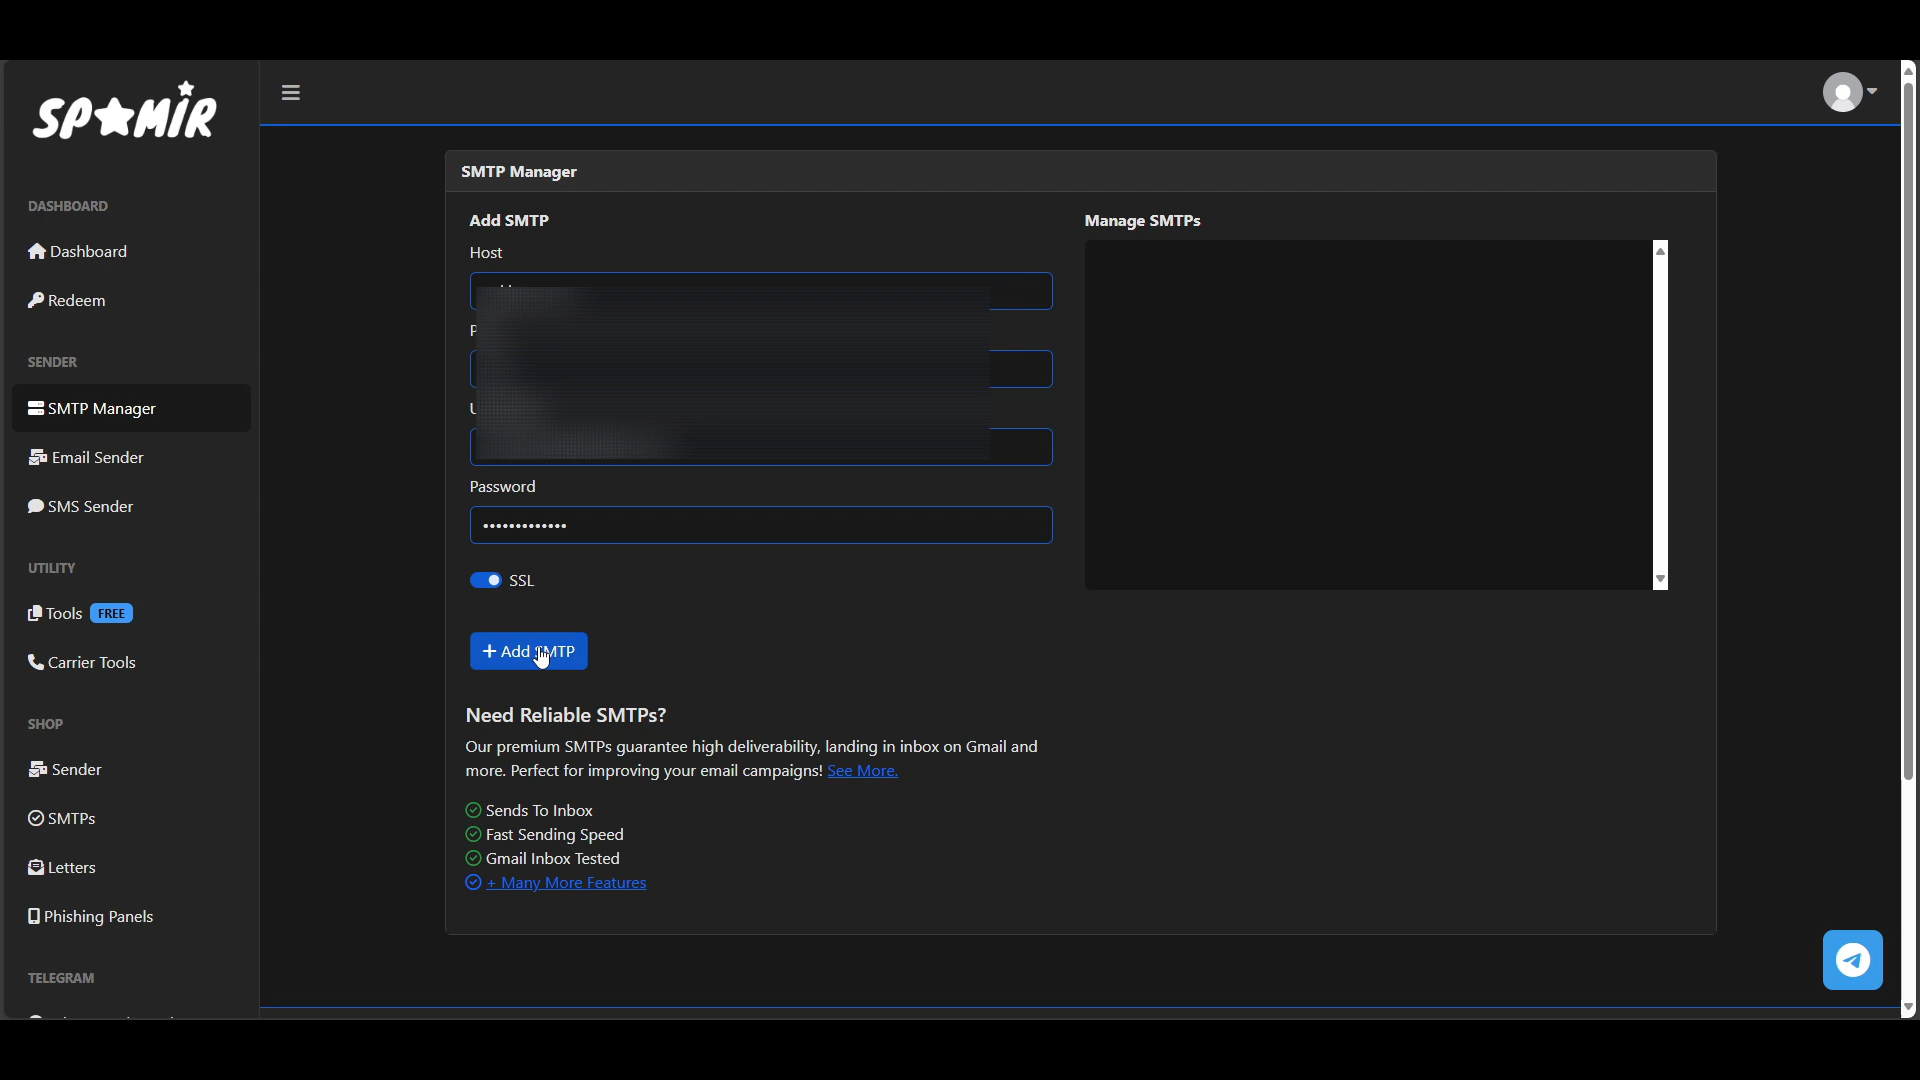 SPAMIR
DASHBOARD
Dashboard
Redeem
SENDER
SMTP Manager
Email Sender
SMS Sender
UTILITY
Tools FREE
Carrier Tools
SHOP
Sender
SMTPs
Letters
Phishing Panels
TELEGRAM
SMTP Manager
Add SMTP
Host
Password
•••••••••••••
SSL
+ Add SMTP
Need Reliable SMTPs?
Our premium SMTPs guarantee high deliverability, landing in inbox on Gmail and
more. Perfect for improving your email campaigns! See More.
Sends To Inbox
Fast Sending Speed
Gmail Inbox Tested
+ Many More Features
Manage SMTPs